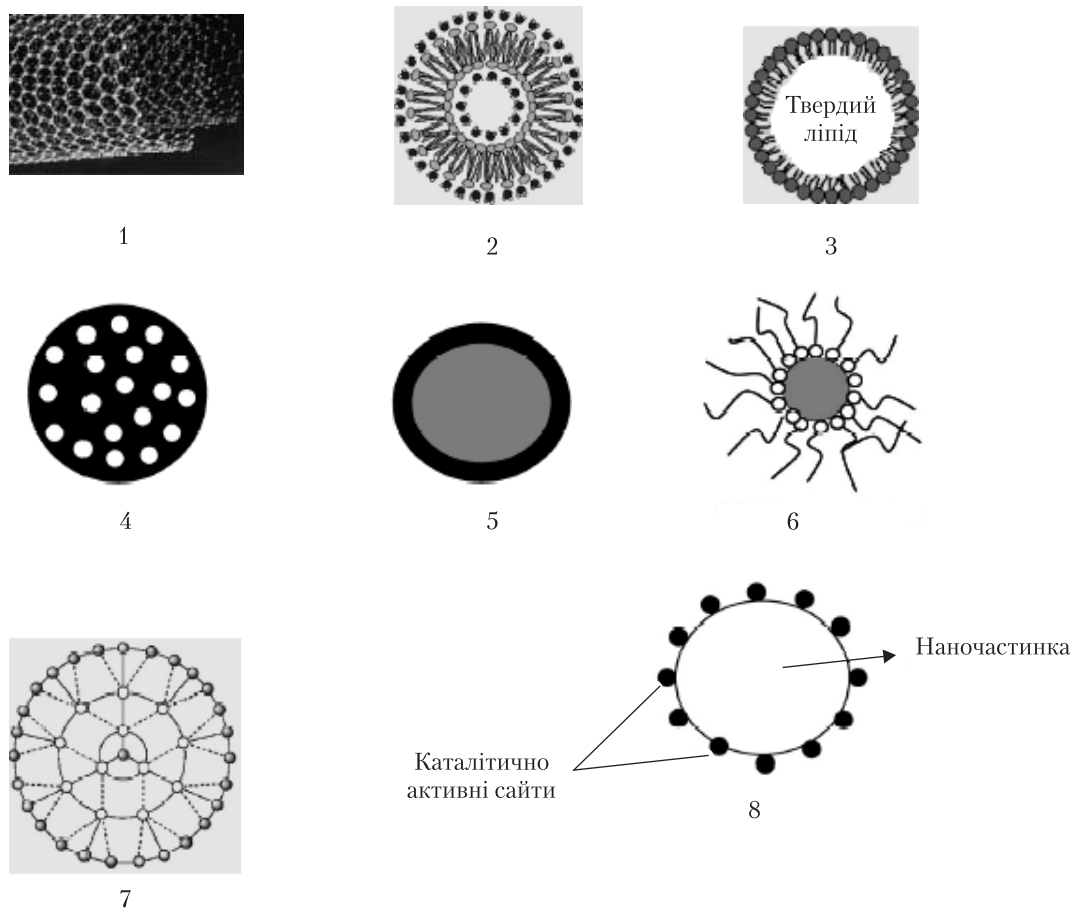 Твердий
ліпід
1
2
3
4
5
6
Наночастинка
Каталітично
активні сайти
8
7